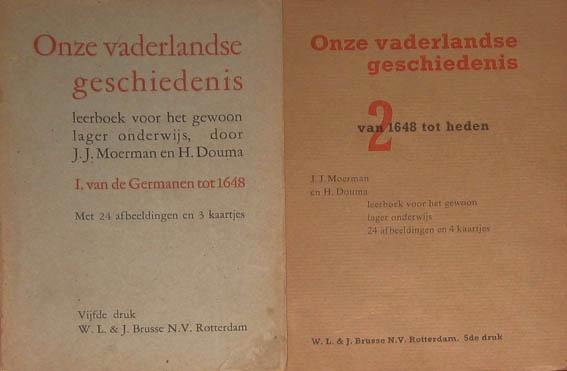 Onze vaderlandse
geschiedenis
leerboek voor het gewoon
lager onderwijs, door
J. J. Moerman en H. Douma
I. van de Germanen tot 1648
Met 24 afbeeldingen en 3 kaartjes
Vijfde druk
W. L. & J. Brusse N.V. Rotterdam
Onze vaderlandse
geschiedenis
2
van 1648 tot heden
J. J. Moerman
en H. Douma
leerboek voor het gewoon
lager onderwijs
24 afbeeldingen en 4 kaartjes
W. L. & J. Brusse N.V. Rotterdam. 5de druk